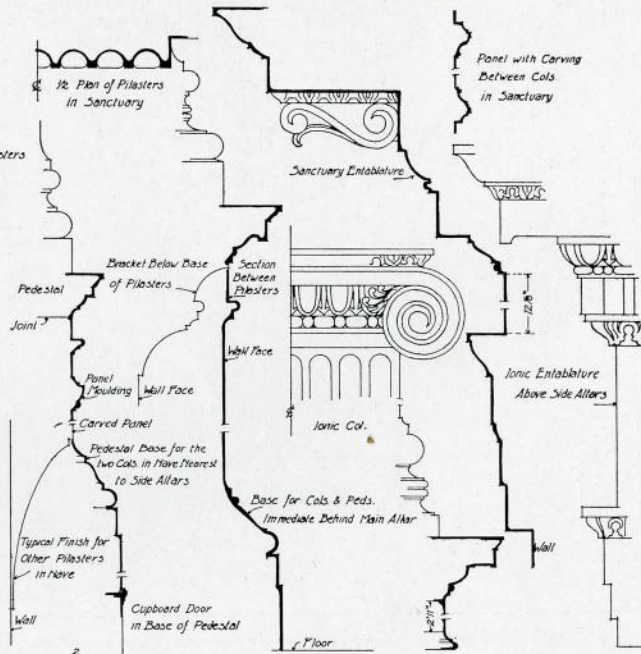 ½ Plan of Pilasters
in Sanctuary
Panel with Carving
Between Cols.
in Sanctuary
Sanctuary Entablature
Bracket Below Base
of Pilasters
Section
Between
Pilasters
Pedestal
Joint
Wall Face
Panel
Moulding
Wall Face
Carved Panel
Ionic Col.
Ionic Entablature
Above Side Altars
Pedestal Base for the
two Cols. in Nave Nearest
to Side Altars
Base for Cols & Peds.
Immediate Behind Main Altar
Typical Finish for
Other Pilasters
in Nave
Wall
Wall
Cupboard Door
in Base of Pedestal
2'11"
Floor
2